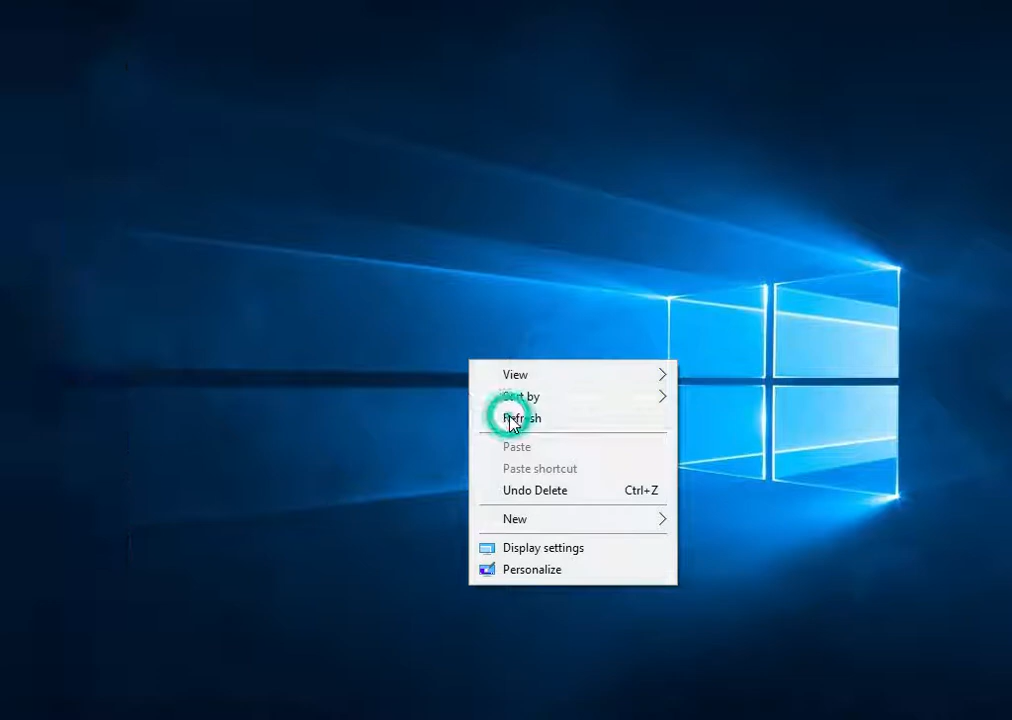 View
Sort by
Refresh
Paste
Paste shortcut
Undo Delete Ctrl+Z
New
Display settings
Personalize